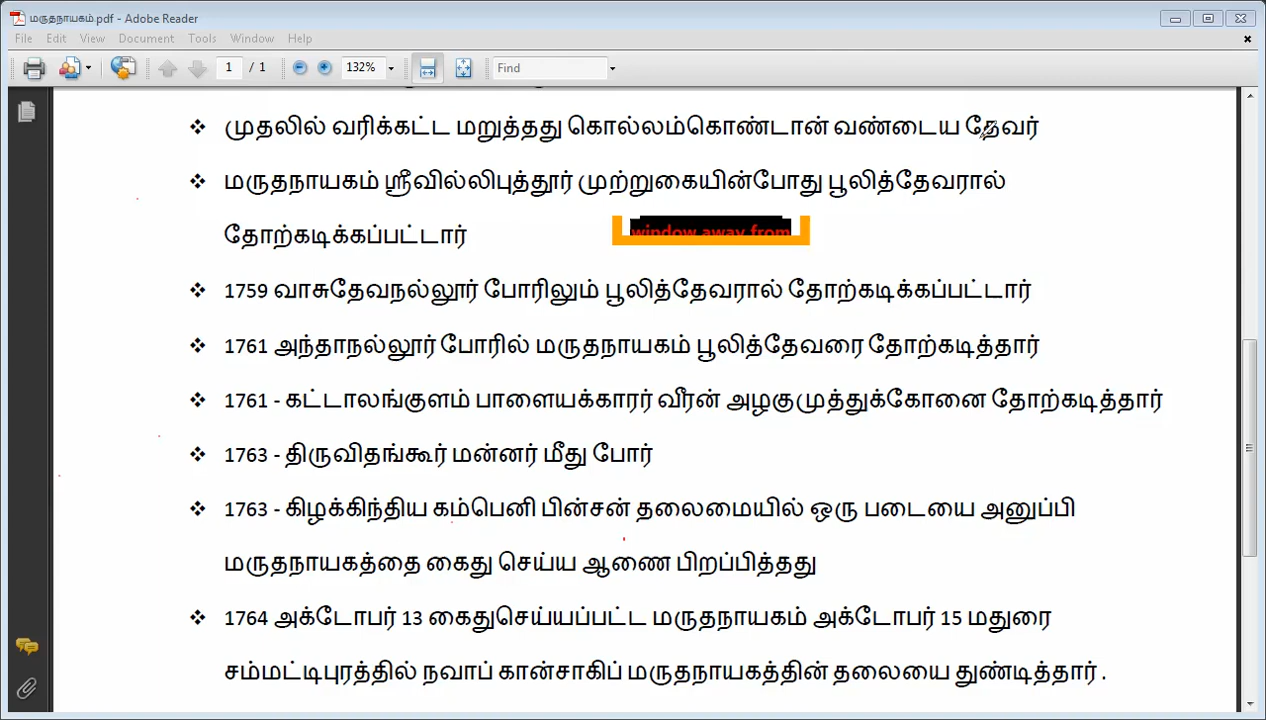 மருதநாயகம்.pdf - Adobe Reader
File Edit View Document Tools Window Help
1 / 1 132% Find
❖ முதலில் வரிக்கட்ட மறுத்தது கொல்லம்கொண்டான் வண்டைய தேவர்
❖ மருதநாயகம் ஸ்ரீவில்லிபுத்தூர் முற்றுகையின்போது பூலித்தேவரால்
தோற்கடிக்கப்பட்டார்
window away from
❖ 1759 வாசுதேவநல்லூர் போரிலும் பூலித்தேவரால் தோற்கடிக்கப்பட்டார்
❖ 1761 அந்தாநல்லூர் போரில் மருதநாயகம் பூலித்தேவரை தோற்கடித்தார்
❖ 1761 - கட்டாலங்குளம் பாளையக்காரர் வீரன் அழகுமுத்துக்கோனை தோற்கடித்தார்
❖ 1763 - திருவிதங்கூர் மன்னர் மீது போர்
❖ 1763 - கிழக்கிந்திய கம்பெனி பின்சன் தலைமையில் ஒரு படையை அனுப்பி
மருதநாயகத்தை கைது செய்ய ஆணை பிறப்பித்தது
❖ 1764 அக்டோபர் 13 கைதுசெய்யப்பட்ட மருதநாயகம் அக்டோபர் 15 மதுரை
சம்மட்டிபுரத்தில் நவாப் கான்சாகிப் மருதநாயகத்தின் தலையை துண்டித்தார் .